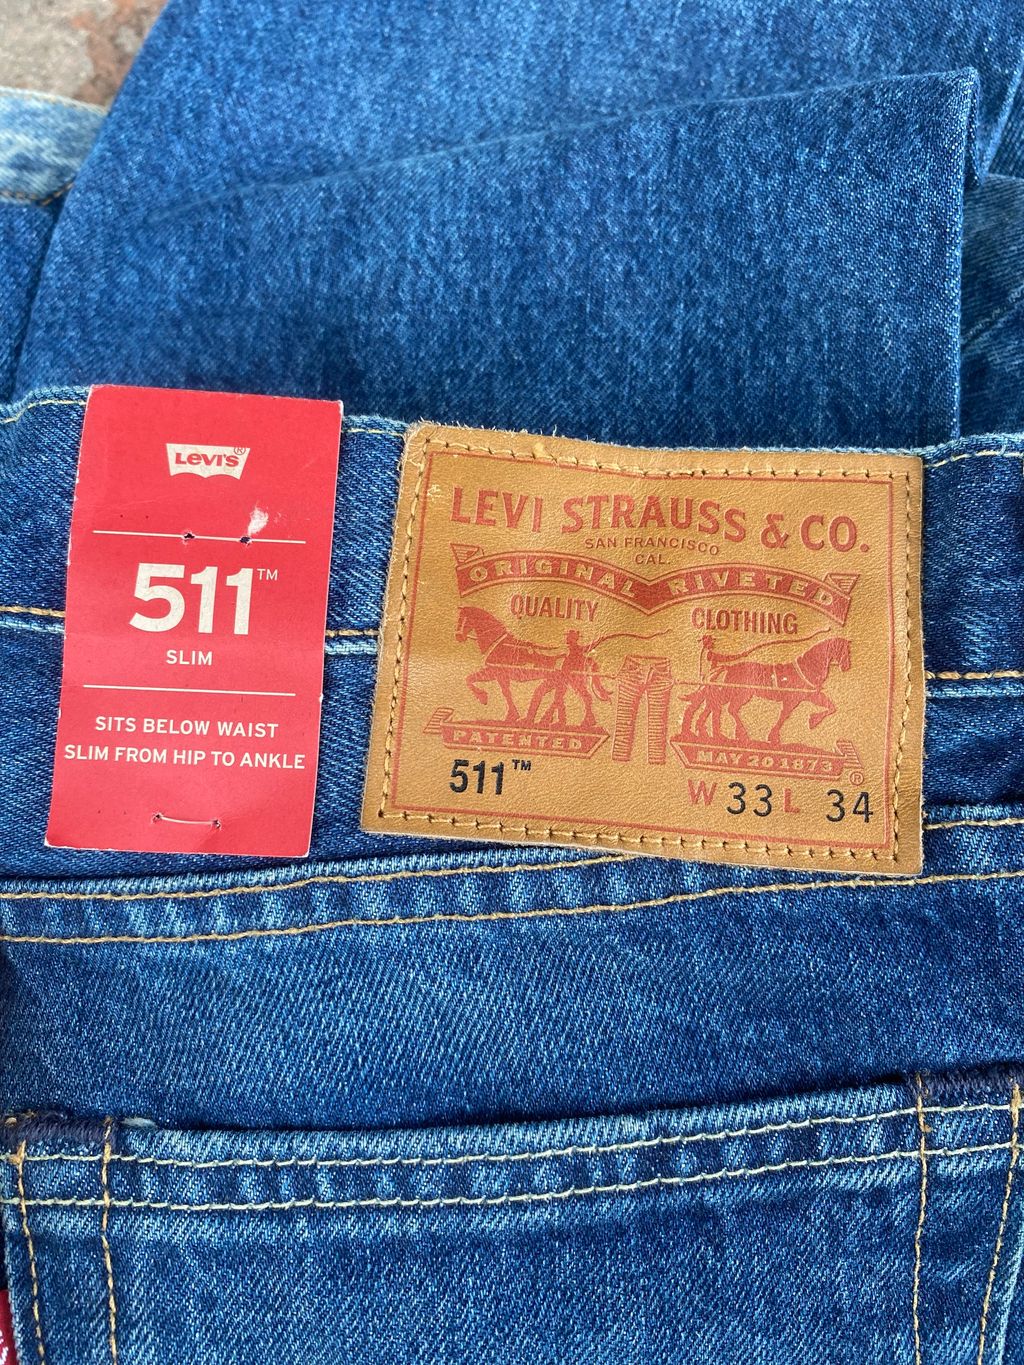 LEVI'S®
511™
SLIM
SITS BELOW WAIST
SLIM FROM HIP TO ANKLE
LEVI STRAUSS & CO.
SAN FRANCISCO
CAL.
ORIGINAL RIVETED
QUALITY CLOTHING
PATENTED MAY 20 1873
®
511™ W 33 L 34